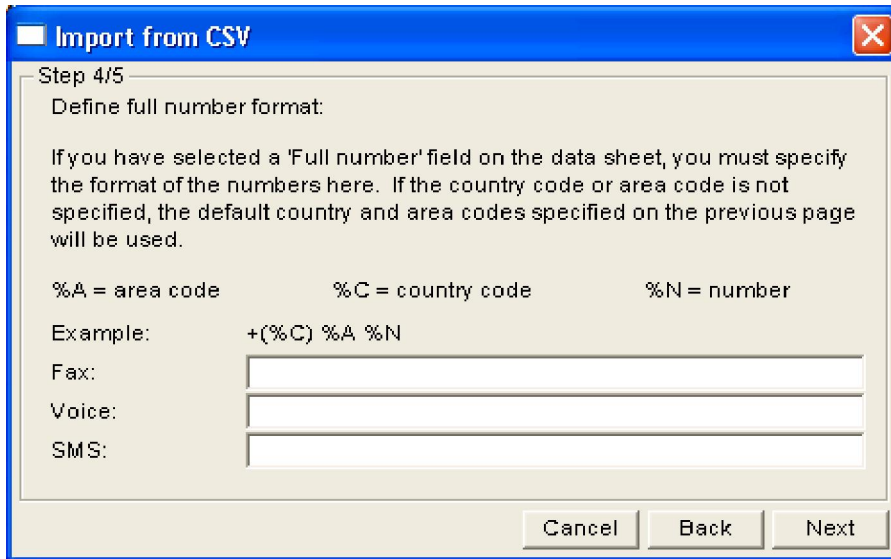 Import from CSV
Step 4/5
Define full number format:
If you have selected a 'Full number' field on the data sheet, you must specify
the format of the numbers here. If the country code or area code is not
specified, the default country and area codes specified on the previous page
will be used.
%A = area code %C = country code %N = number
Example: +(%C) %A %N
Fax:
Voice:
SMS:
Cancel Back Next